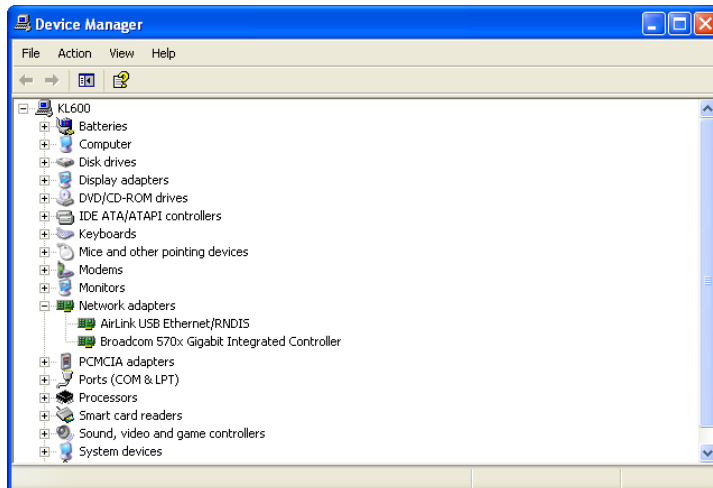 Device Manager
File Action View Help
KL600
Batteries
Computer
Disk drives
Display adapters
DVD/CD-ROM drives
IDE ATA/ATAPI controllers
Keyboards
Mice and other pointing devices
Modems
Monitors
Network adapters
AirLink USB Ethernet/RNDIS
Broadcom 570x Gigabit Integrated Controller
PCMCIA adapters
Ports (COM & LPT)
Processors
Smart card readers
Sound, video and game controllers
System devices